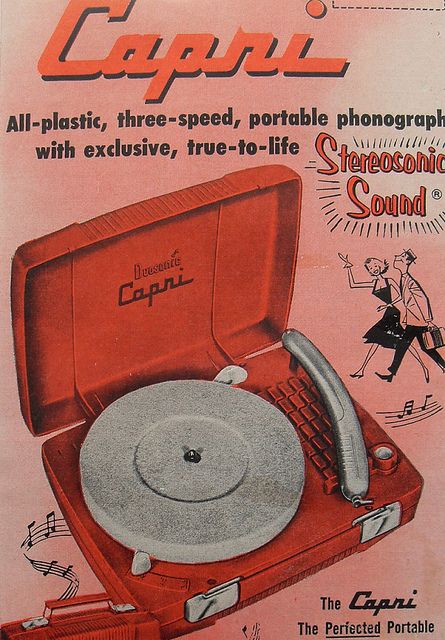 Capri
All-plastic, three-speed, portable phonograph
with exclusive, true-to-life
Stereosonic
Sound®
Duosonic
Capri
The Capri
The Perfected Portable